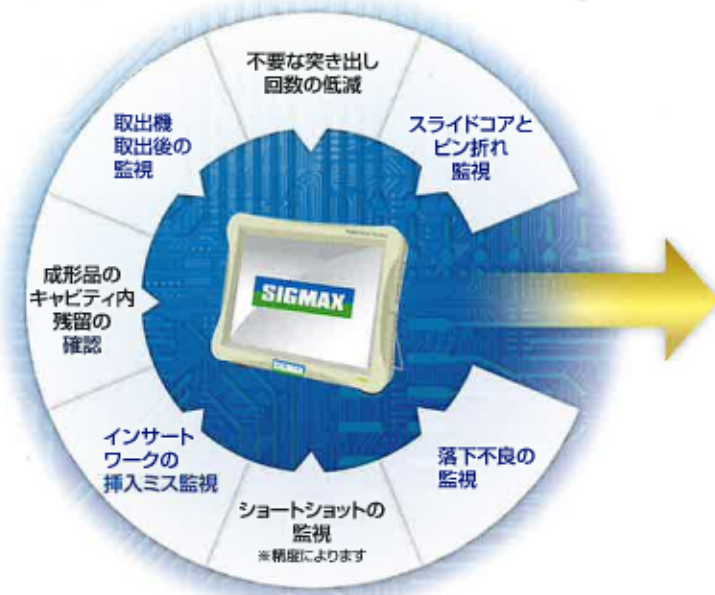 不要な突き出し
回数の低減
スライドコアと
ピン折れ
監視
取出機
取出後の
監視
成形品の
キャビティ内
残留の
確認
SIGMAX
SIGMAX
インサート
ワークの
挿入ミス監視
落下不良の
監視
ショートショットの
監視
※精度によります